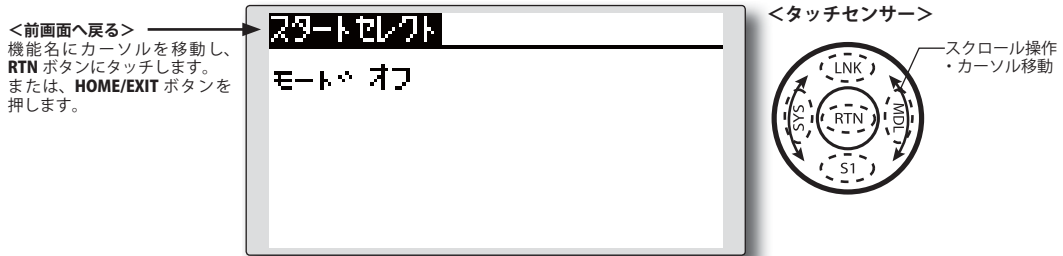 ＜前画面へ戻る＞
機能名にカーソルを移動し、
RTN ボタンにタッチします。
または、HOME/EXIT ボタンを
押します。
スタートセレクト
モード オフ
＜タッチセンサー＞
スクロール操作
・カーソル移動
LNK
SYS
RTN
MDL
S1